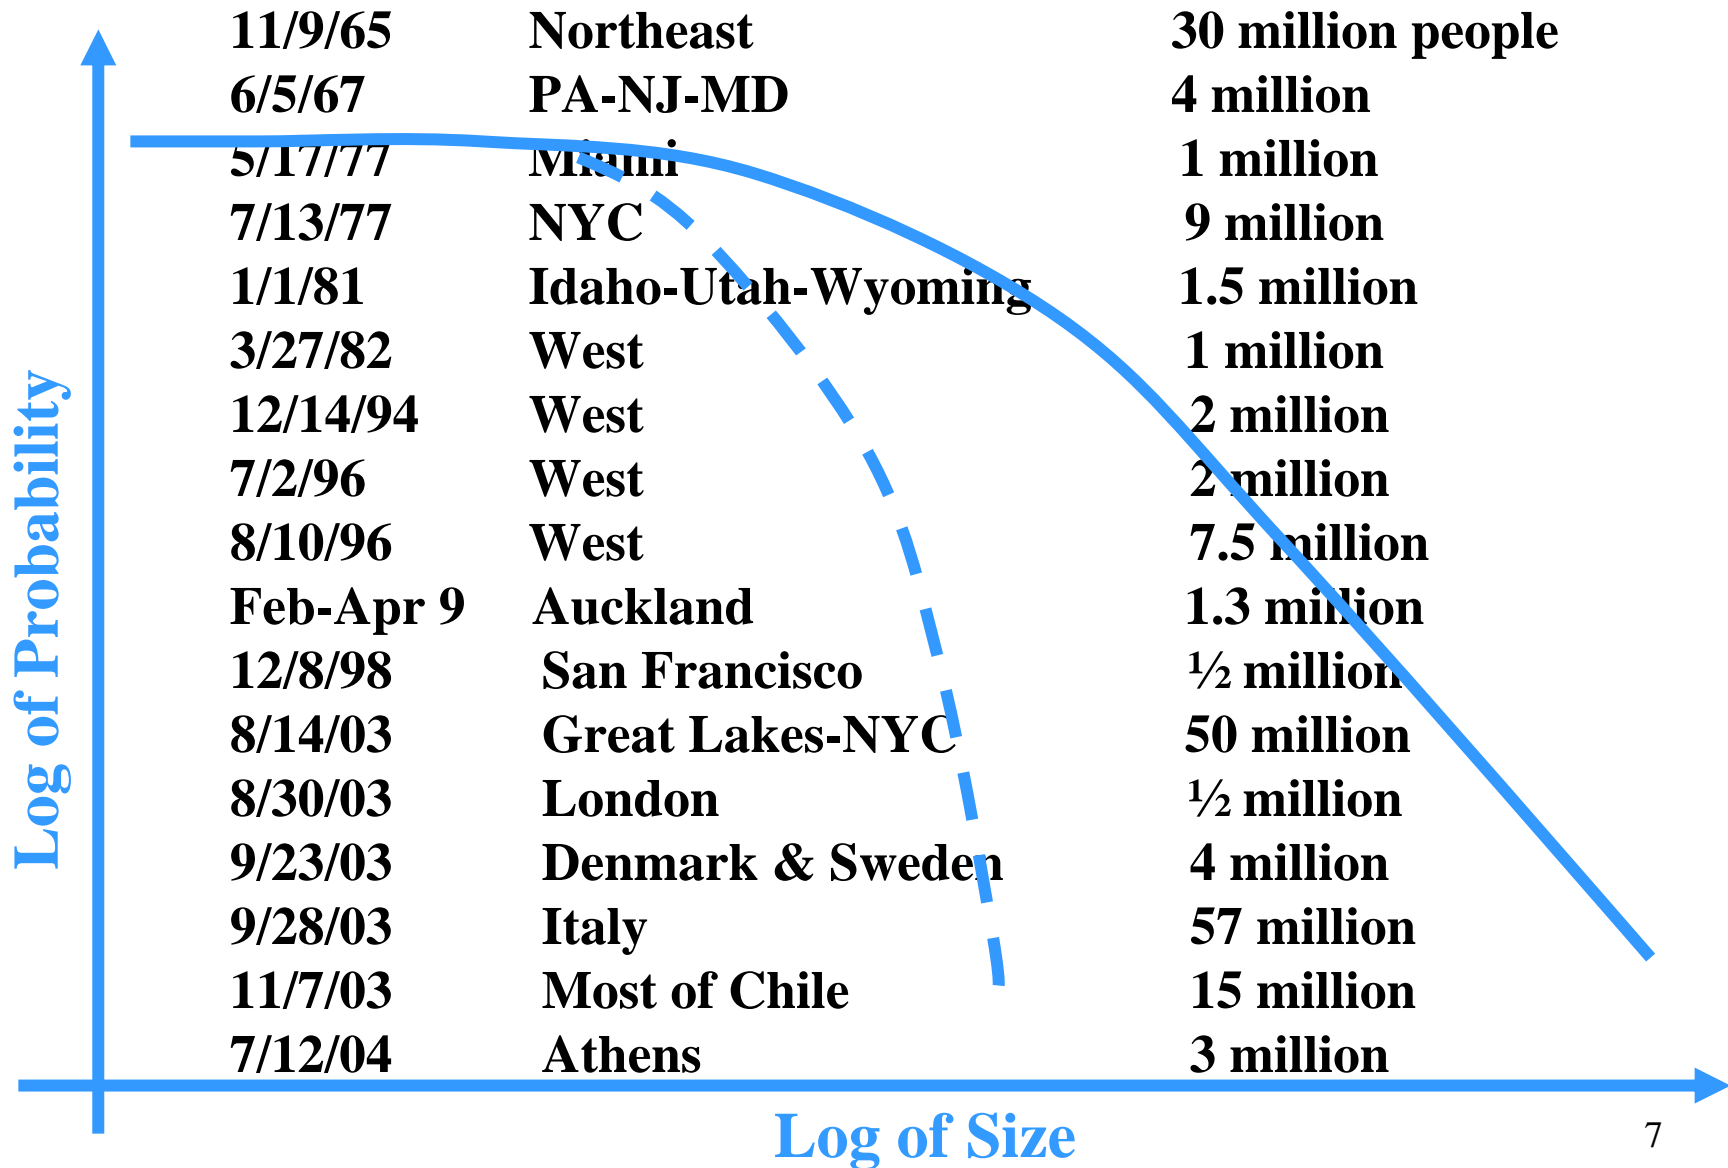 11/9/65 Northeast 30 million people
6/5/67 PA-NJ-MD 4 million
5/17/77 Miami 1 million
7/13/77 NYC 9 million
1/1/81 Idaho-Utah-Wyoming 1.5 million
3/27/82 West 1 million
12/14/94 West 2 million
7/2/96 West 2 million
8/10/96 West 7.5 million
Feb-Apr 9 Auckland 1.3 million
12/8/98 San Francisco ½ million
8/14/03 Great Lakes-NYC 50 million
8/30/03 London ½ million
9/23/03 Denmark & Sweden 4 million
9/28/03 Italy 57 million
11/7/03 Most of Chile 15 million
7/12/04 Athens 3 million
Log of Probability
Log of Size
7